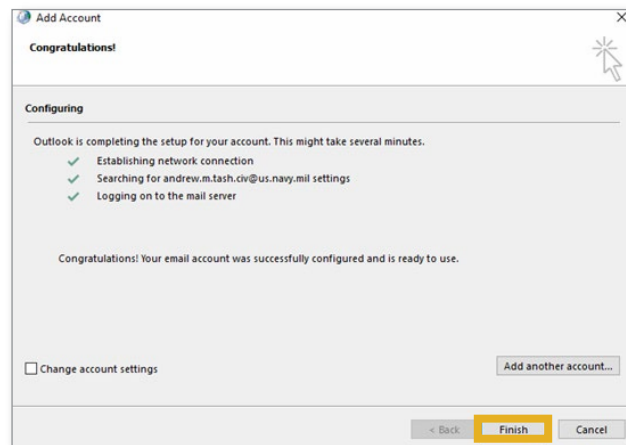 Add Account
Congratulations!
Configuring
Outlook is completing the setup for your account. This might take several minutes.
Establishing network connection
Searching for andrew.m.tash.civ@us.navy.mil settings
Logging on to the mail server
Congratulations! Your email account was successfully configured and is ready to use.
Change account settings
Add another account...
< Back
Finish
Cancel